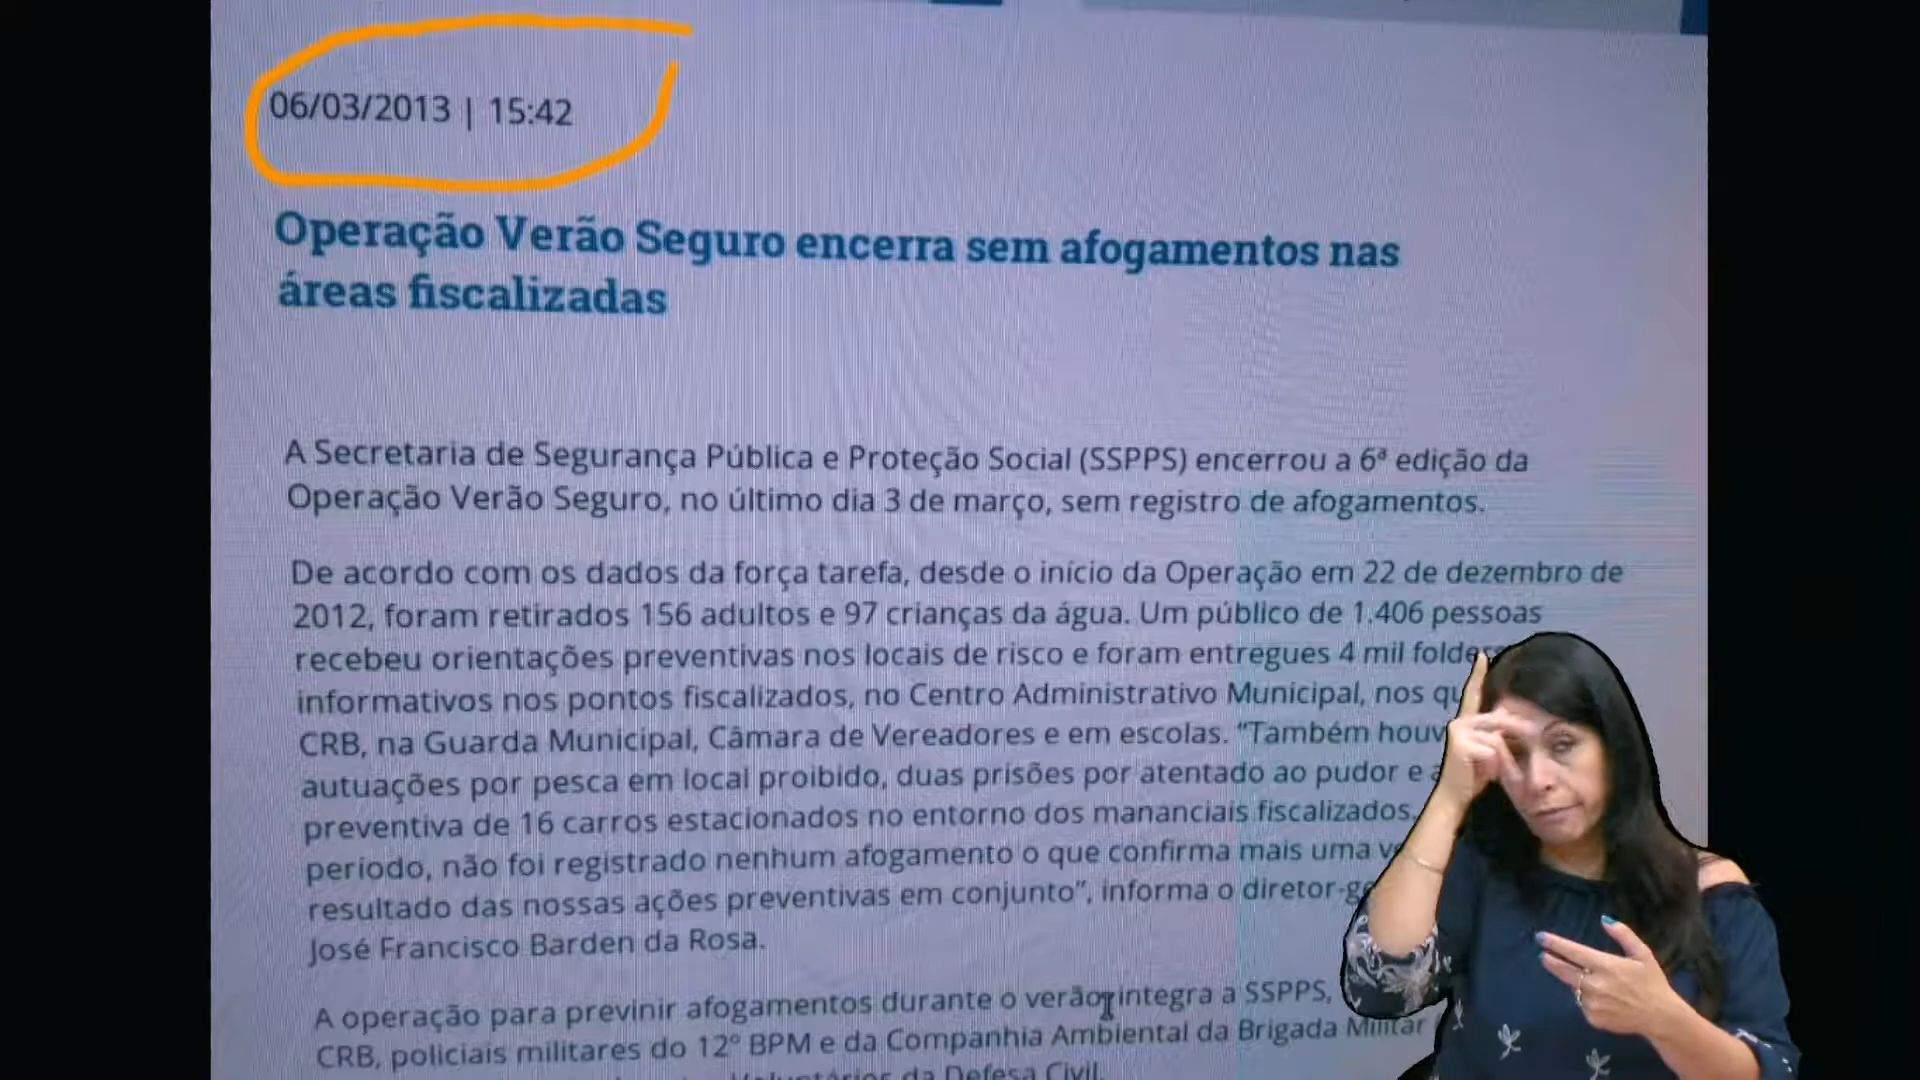 06/03/2013 | 15:42
Operação Verão Seguro encerra sem afogamentos nas
áreas fiscalizadas
A Secretaria de Segurança Pública e Proteção Social (SSPPS) encerrou a 6ª edição da
Operação Verão Seguro, no último dia 3 de março, sem registro de afogamentos.
De acordo com os dados da força tarefa, desde o início da Operação em 22 de dezembro de
2012, foram retirados 156 adultos e 97 crianças da água. Um público de 1.406 pessoas
recebeu orientações preventivas nos locais de risco e foram entregues 4 mil
informativos nos pontos fiscalizados, no Centro Administrativo Municipal, nos
CRB, na Guarda Municipal, Câmara de Vereadores e em escolas. "Também
autuações por pesca em local proibido, duas prisões por atentado ao pudor e
preventiva de 16 carros estacionados no entorno dos mananciais fiscalizados.
período, não foi registrado nenhum afogamento o que confirma mais uma
resultado das nossas ações preventivas em conjunto", informa o
José Francisco Barden da Rosa.
A operação para previnir afogamentos durante o verão integra a SSPPS,
CRB, policiais militares do 12º BPM e da Companhia Ambiental da Brigada Militar
Voluntários da Defesa Civil.